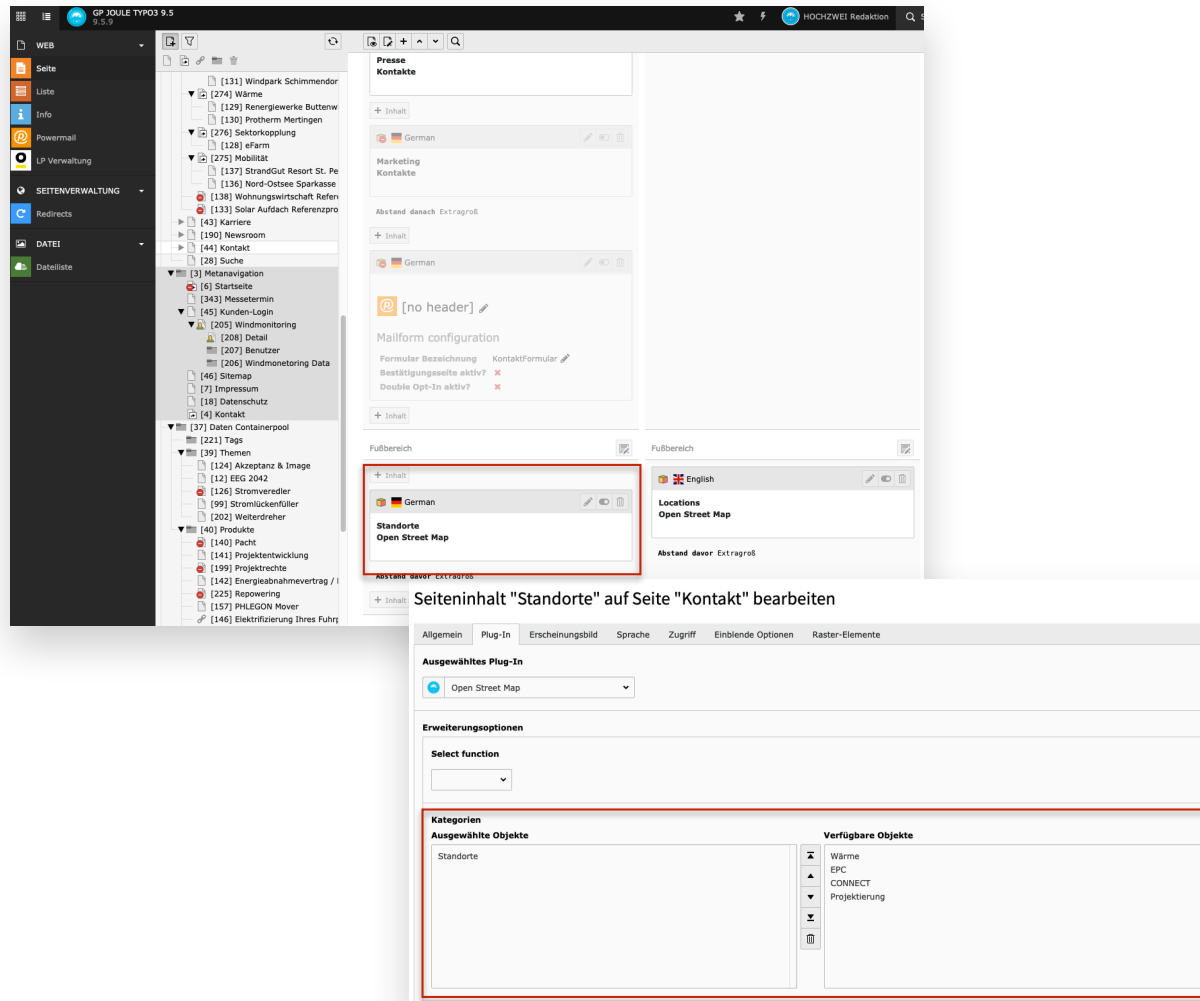 GP JOULE TYPO3 9.5
9.5.9
HOCHZWEI Redaktion
WEB
Seite
Liste
Info
Powermail
LP Verwaltung
SEITENVERWALTUNG
Redirects
DATEI
Dateiliste
[131] Windpark Schimmendor
[274] Wärme
[129] Renergiewerke Buttenw
[130] Protherm Mertingen
[276] Sektorkopplung
[128] eFarm
[275] Mobilität
[137] StrandGut Resort St. Pe
[136] Nord-Ostsee Sparkasse
[138] Wohnungswirtschaft Refere
[133] Solar Aufdach Referenzpro
[43] Karriere
[190] Newsroom
[44] Kontakt
[28] Suche
[3] Metanavigation
[6] Startseite
[343] Messetermin
[45] Kunden-Login
[205] Windmonitoring
[208] Detail
[207] Benutzer
[206] Windmonetoring Data
[46] Sitemap
[7] Impressum
[18] Datenschutz
[4] Kontakt
[37] Daten Containerpool
[221] Tags
[39] Themen
[124] Akzeptanz & Image
[12] EEG 2042
[126] Stromveredler
[99] Stromlückenfüller
[202] Weiterdreher
[40] Produkte
[140] Pacht
[141] Projektentwicklung
[199] Projektrechte
[142] Energieabnahmevertrag /
[225] Repowering
[157] PHLEGON Mover
[146] Elektrifizierung Ihres Fuhrp
Presse
Kontakte
+ Inhalt
German
Marketing
Kontakte
Abstand danach Extragroß
+ Inhalt
German
[no header]
Mailform configuration
Formular Bezeichnung KontaktFormular
Bestätigungsseite aktiv?
Double Opt-In aktiv?
+ Inhalt
Fußbereich
+ Inhalt
German
Standorte
Open Street Map
Abstand davor Extragroß
+ Inhalt
Fußbereich
English
Locations
Open Street Map
Abstand davor Extragroß
Seiteninhalt "Standorte" auf Seite "Kontakt" bearbeiten
Allgemein Plug-In Erscheinungsbild Sprache Zugriff Einblende Optionen Raster-Elemente
Ausgewähltes Plug-In
Open Street Map
Erweiterungsoptionen
Select function
Kategorien
Ausgewählte Objekte
Standorte
Verfügbare Objekte
Wärme
EPC
CONNECT
Projektierung